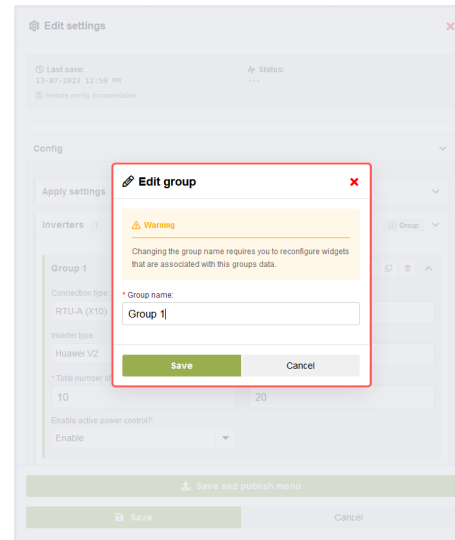 Edit settings
Last save:
13-07-2023 12:59 PM
Status:
---
Remote config documentation
Config
Apply settings
Inverters 1
Group
Edit group
Warning
Changing the group name requires you to reconfigure widgets
that are associated with this groups data.
* Group name:
Group 1
Save
Cancel
Group 1
Connection type:
RTU-A (X10)
Inverter type:
Huawei V2
* Total number of
10
20
Enable active power control?:
Enable
Save and publish menu
Save
Cancel